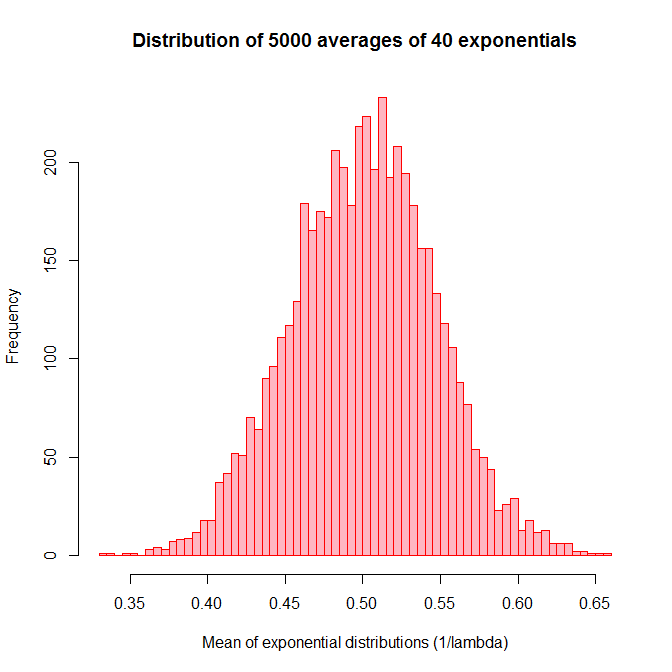 Distribution of 5000 averages of 40 exponentials
Frequency
200
150
100
50
0
0.35 0.40 0.45 0.50 0.55 0.60 0.65
Mean of exponential distributions (1/lambda)